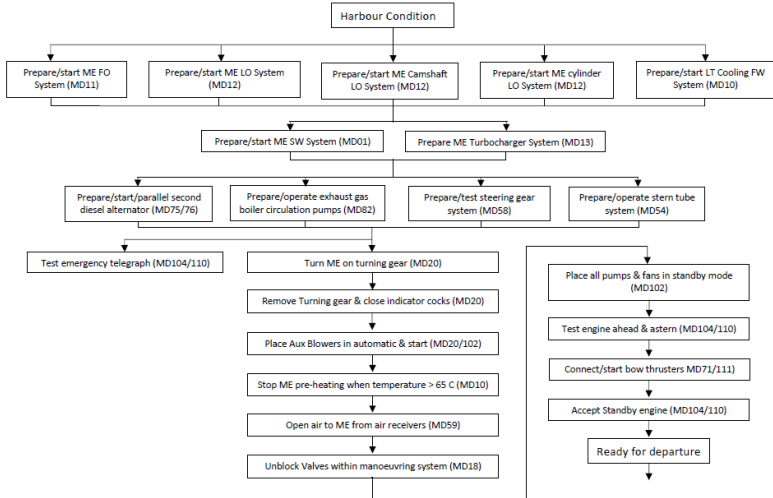 Harbour Condition
Prepare/start ME FO
System (MD11)
Prepare/start ME LO System
(MD12)
Prepare/start ME Camshaft
LO System (MD12)
Prepare/start ME cylinder
LO System (MD12)
Prepare/start LT Cooling FW
System (MD10)
Prepare/start ME SW System (MD01)
Prepare ME Turbocharger System (MD13)
Prepare/start/parallel second
diesel alternator (MD75/76)
Prepare/operate exhaust gas
boiler circulation pumps (MD82)
Prepare/test steering gear
system (MD58)
Prepare/operate stern tube
system (MD54)
Test emergency telegraph (MD104/110)
Turn ME on turning gear (MD20)
Remove Turning gear & close indicator cocks (MD20)
Place Aux Blowers in automatic & start (MD20/102)
Stop ME pre-heating when temperature > 65 C (MD10)
Open air to ME from air receivers (MD59)
Unblock Valves within manoeuvring system (MD18)
Place all pumps & fans in standby mode
(MD102)
Test engine ahead & astern (MD104/110)
Connect/start bow thrusters MD71/111)
Accept Standby engine (MD104/110)
Ready for departure